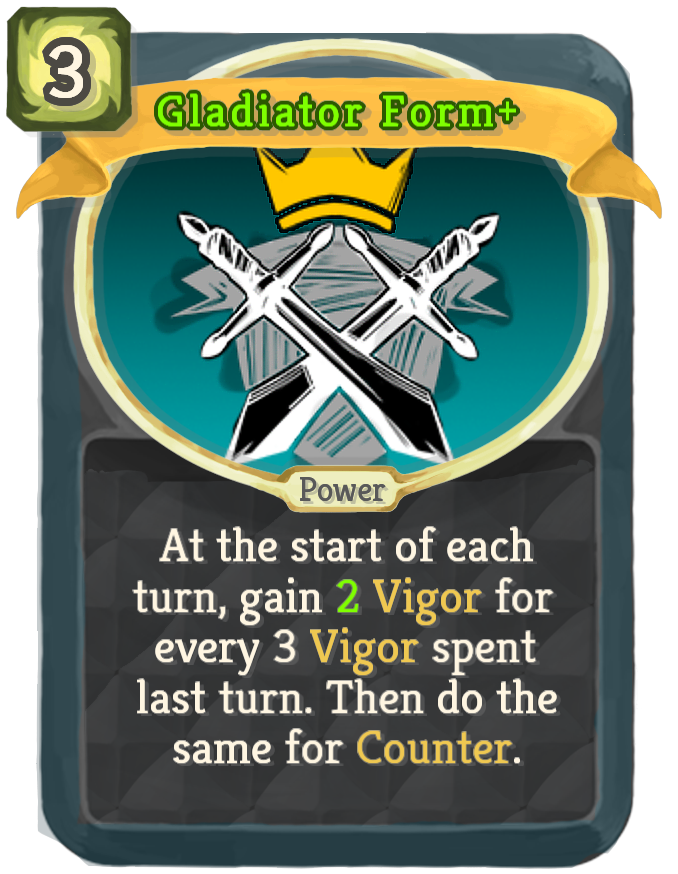 3
Gladiator Form+
Power
At the start of each
turn, gain 2 Vigor for
every 3 Vigor spent
last turn. Then do the
same for Counter.